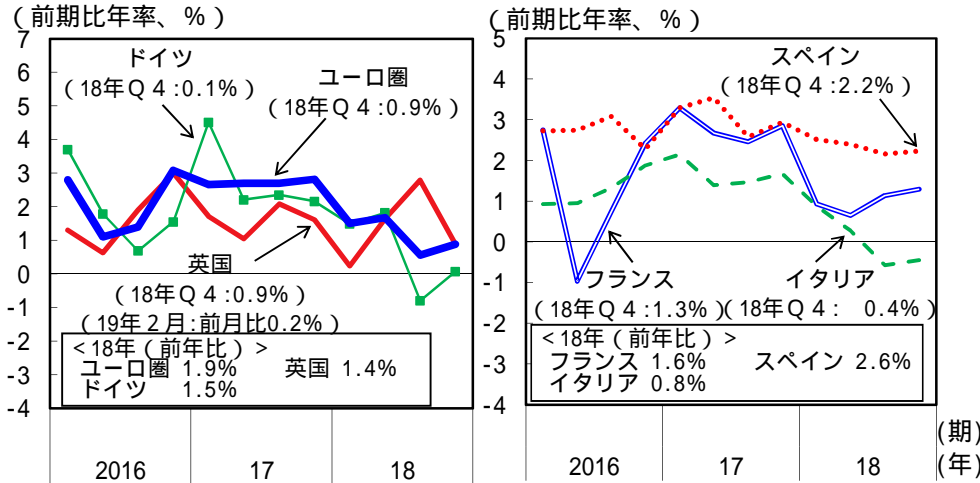 (前期比年率、%)
7
6
5
4
3
2
1
0
-1
-2
-3
-4
ドイツ
(18年Q4:0.1%)
ユーロ圏
(18年Q4:0.9%)
英国
(18年Q4:0.9%)
(19年2月:前月比0.2%)
<18年(前年比)>
ユーロ圏 1.9% 英国 1.4%
ドイツ 1.5%
2016 17 18
(前期比年率、%)
5
4
3
2
1
0
-1
-2
-3
-4
スペイン
(18年Q4:2.2%)
フランス
(18年Q4:1.3%)
イタリア
(18年Q4: 0.4%)
<18年(前年比)>
フランス 1.6% スペイン 2.6%
イタリア 0.8%
2016 17 18
(期)
(年)